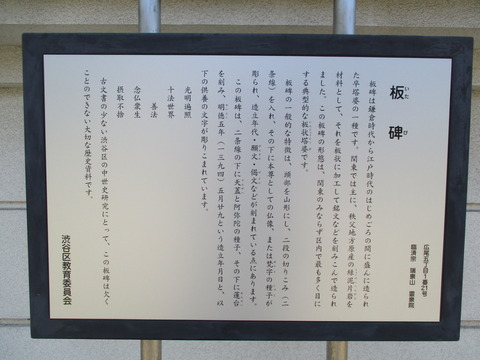 板碑
いたび
広尾五丁目1番21号
臨済宗 瑞泉山 霊泉院
板碑は鎌倉時代から江戸時代のはじめごろの間に盛んに造られ
た卒塔婆の一種です。関東では主に、秩父地方原産の緑泥片岩を
材料として、それを板状に加工して銘文などを刻みこんで造られ
ました。この板碑の形態は、関東のみならず区内で最も多く目に
する典型的な板状塔婆です。
板碑の一般的な特徴は、頭部を山形にし、二段の切りこみ（二
条線）を入れ、その下に本尊としての仏像、または梵字の種子が
彫られ、造立年代・願文・偈文などが刻まれている点にあります。
この板碑は、二条線の下に天蓋と阿弥陀の種子、その下に蓮台
を刻み、明徳五年（一三九四）五月廿九という造立年月日と、以
下の供養の文字が彫りこまれています。
光明遍照
十法世界
善法
念仏衆生
摂取不捨
古文書の少ない渋谷区の中世史研究にとって、この板碑は欠く
ことのできない大切な歴史資料です。
渋谷区教育委員会